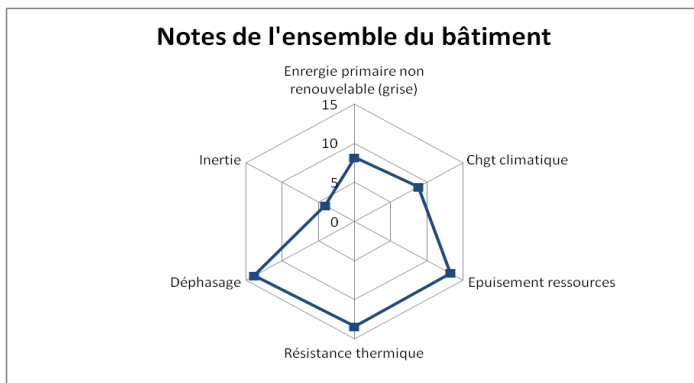 Notes de l'ensemble du bâtiment
Enrergie primaire non
renouvelable (grise)
15
10
5
0
Inertie
Chgt climatique
Déphasage
Epuisement ressources
Résistance thermique